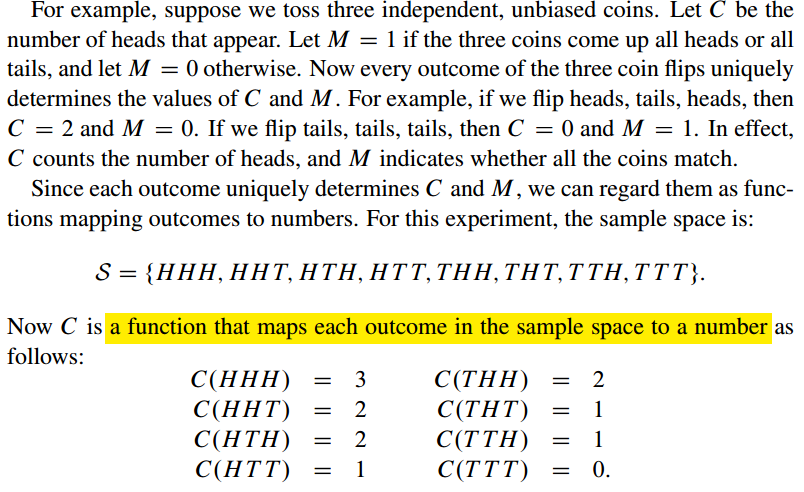 For example, suppose we toss three independent, unbiased coins. Let C be the
number of heads that appear. Let M = 1 if the three coins come up all heads or all
tails, and let M = 0 otherwise. Now every outcome of the three coin flips uniquely
determines the values of C and M. For example, if we flip heads, tails, heads, then
C = 2 and M = 0. If we flip tails, tails, tails, then C = 0 and M = 1. In effect,
C counts the number of heads, and M indicates whether all the coins match.
Since each outcome uniquely determines C and M, we can regard them as func-
tions mapping outcomes to numbers. For this experiment, the sample space is:
S = {HHH, HHT, HTH, HTT, THH, THT, TTH, TTT}.
Now C is a function that maps each outcome in the sample space to a number as
follows:
C(HHH) = 3 C(THH) = 2
C(HHT) = 2 C(THT) = 1
C(HTH) = 2 C(TTH) = 1
C(HTT) = 1 C(TTT) = 0.